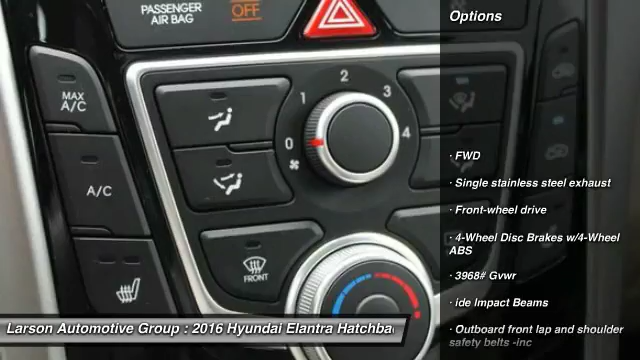 PASSENGER
AIR BAG
OFF
Options
MAX
A/C
1
2
3
0
4
A/C
FRONT
· FWD
· Single stainless steel exhaust
· Front-wheel drive
· 4-Wheel Disc Brakes w/4-Wheel
ABS
· 3968# Gvwr
· ide Impact Beams
· Outboard front lap and shoulder
safety belts -inc
Larson Automotive Group : 2016 Hyundai Elantra Hatchba